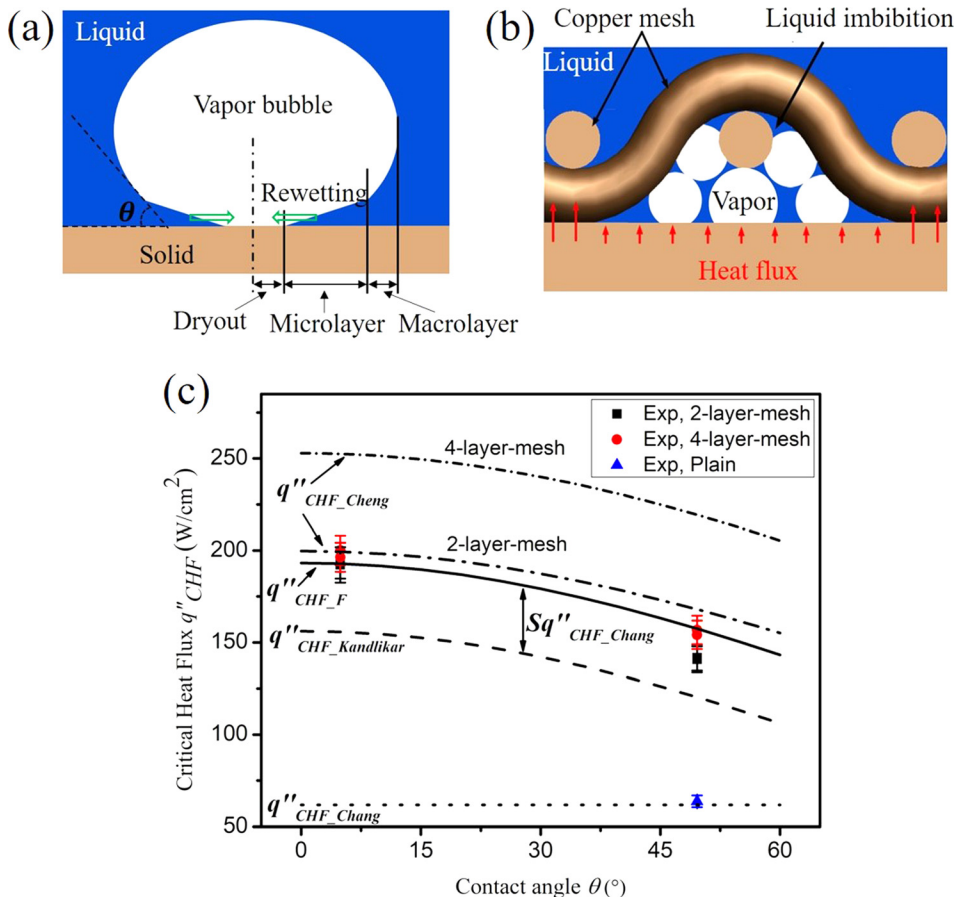 (a)
Liquid
Vapor bubble
Rewetting
θ
Solid
Dryout
Microlayer
Macrolayer
(b)
Copper mesh
Liquid imbibition
Liquid
Vapor
Heat flux
(c)
Critical Heat Flux q''CHF (W/cm2)
250
200
150
100
50
4-layer-mesh
q''CHF_Cheng
2-layer-mesh
q''CHF_F
Sq''CHF_Chang
q''CHF_Kandlikar
q''CHF_Chang
Exp, 2-layer-mesh
Exp, 4-layer-mesh
Exp, Plain
0 15 30 45 60
Contact angle θ (°)